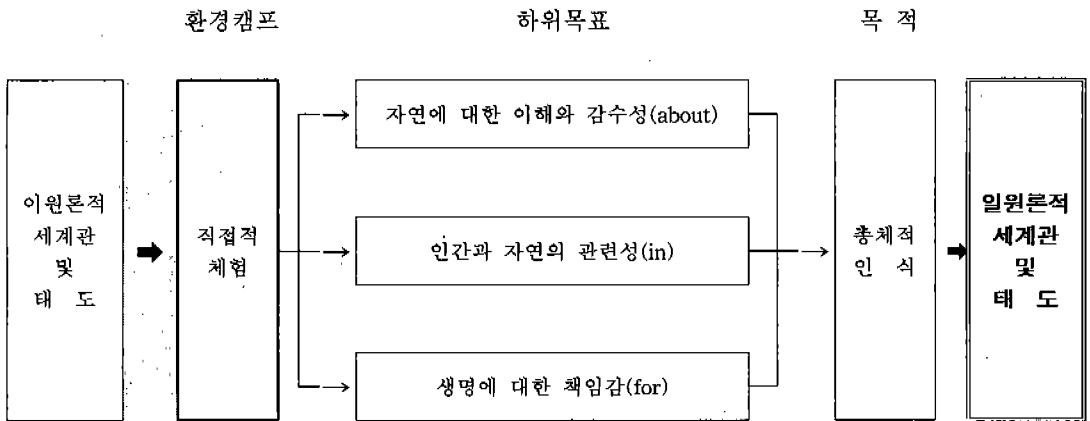 환경캠프
하위목표
목 적
이원론적
세계관
및
태 도
직접적
체험
자연에 대한 이해와 감수성(about)
인간과 자연의 관련성(in)
생명에 대한 책임감(for)
총체적
인 식
일원론적
세계관
및
태 도